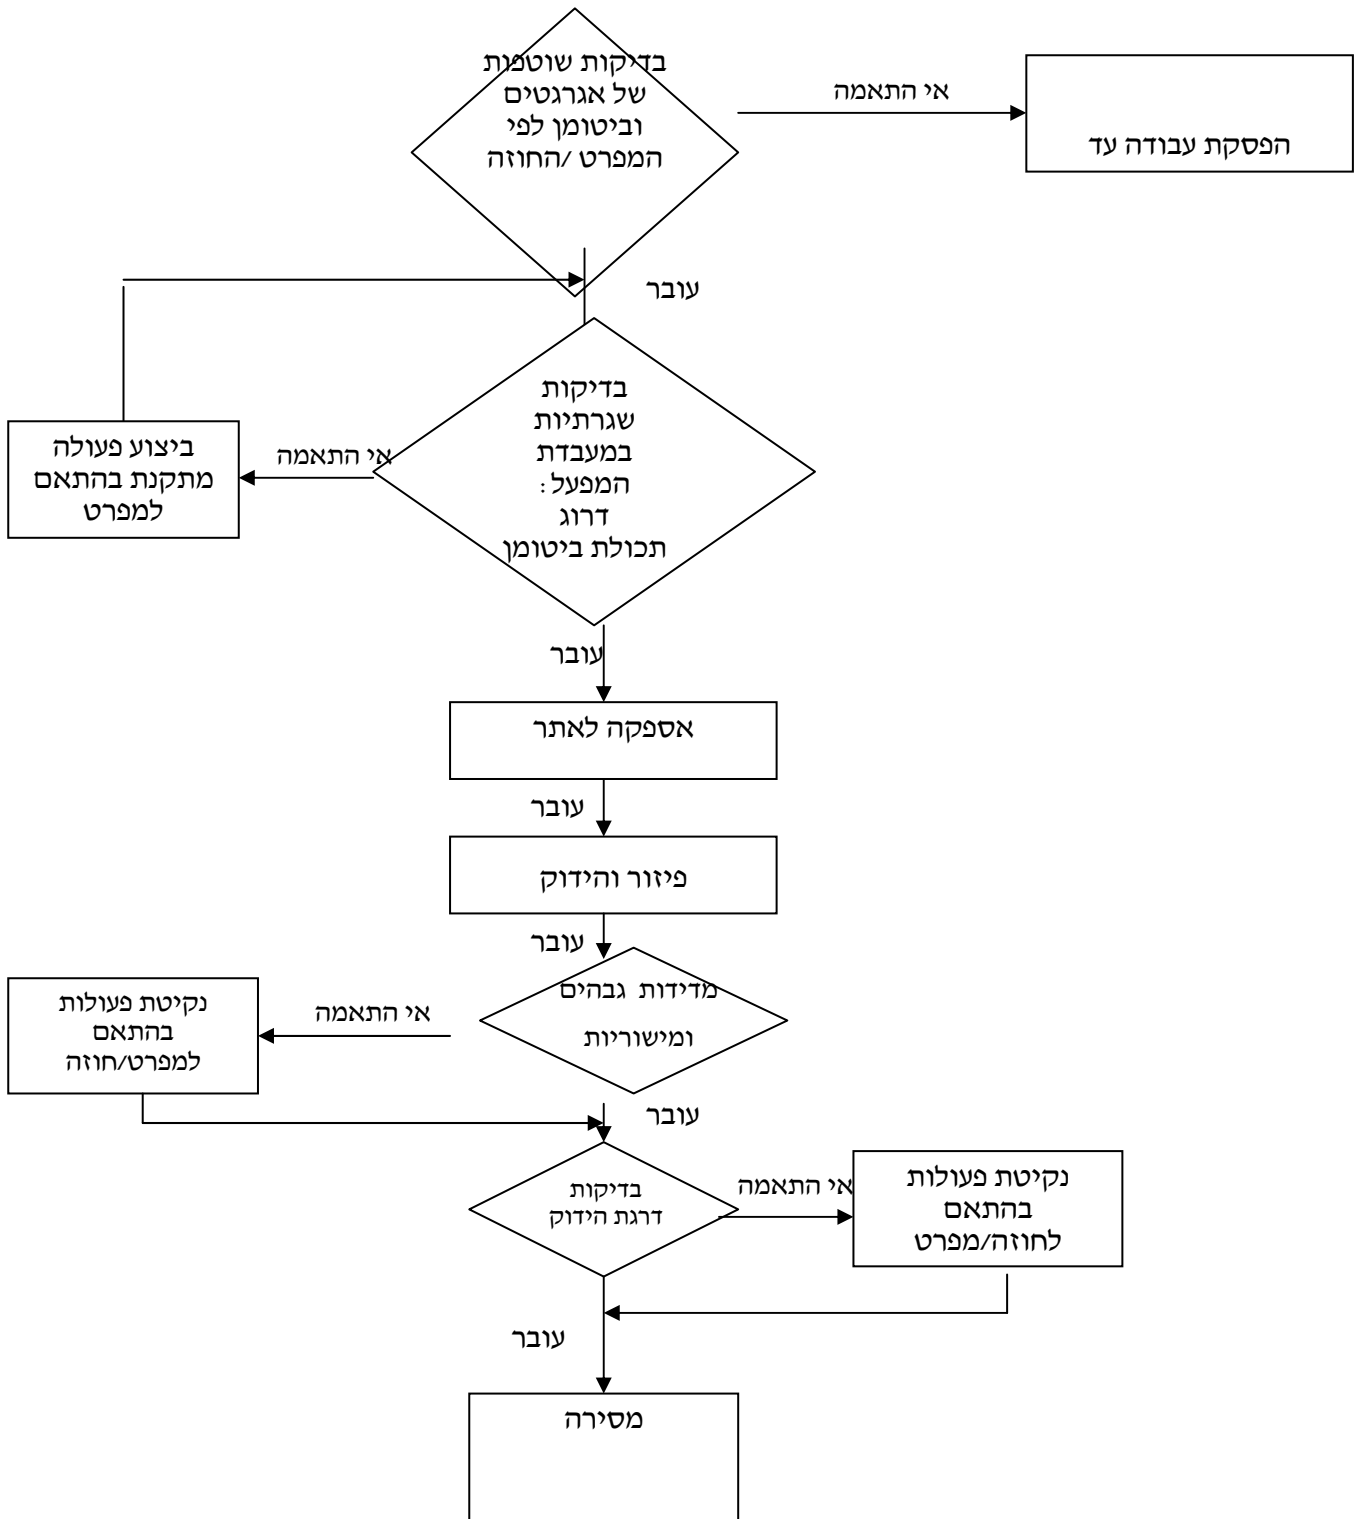 בדיקות שוטפות
של אגרגטים
וביטומן לפי
המפרט /החוזה
אי התאמה
הפסקת עבודה עד
עובר
בדיקות
שגרתיות
במעבדת
המפעל:
דרוג
תכולת ביטומן
אי התאמה
ביצוע פעולה
מתקנת בהתאם
למפרט
עובר
אספקה לאתר
עובר
פיזור והידוק
עובר
מדידות גבהים
ומישוריות
אי התאמה
נקיטת פעולות
בהתאם
למפרט/חוזה
עובר
בדיקות
דרגת הידוק
אי התאמה
נקיטת פעולות
בהתאם
לחוזה/מפרט
עובר
מסירה